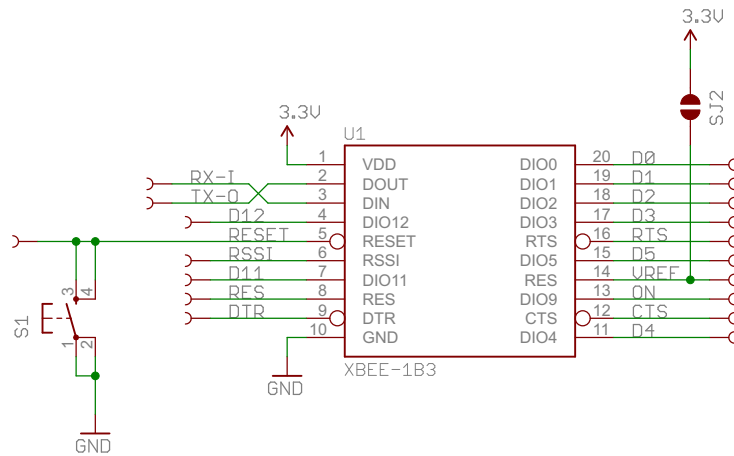 3.3V
SJ2
3.3V
U1
RX-I 1 VDD DIO0 20 D0
TX-O 2 DOUT DIO1 19 D1
3 DIN DIO2 18 D2
D12 4 DIO12 DIO3 17 D3
RESET 5 RESET RTS 16 RTS
RSSI 6 RSSI DIO5 15 D5
D11 7 DIO11 RES 14 VREF
RES 8 RES DIO9 13 ON
DTR 9 DTR CTS 12 CTS
10 GND DIO4 11 D4
XBEE-1B3
GND
S1
3 4
1 2
GND